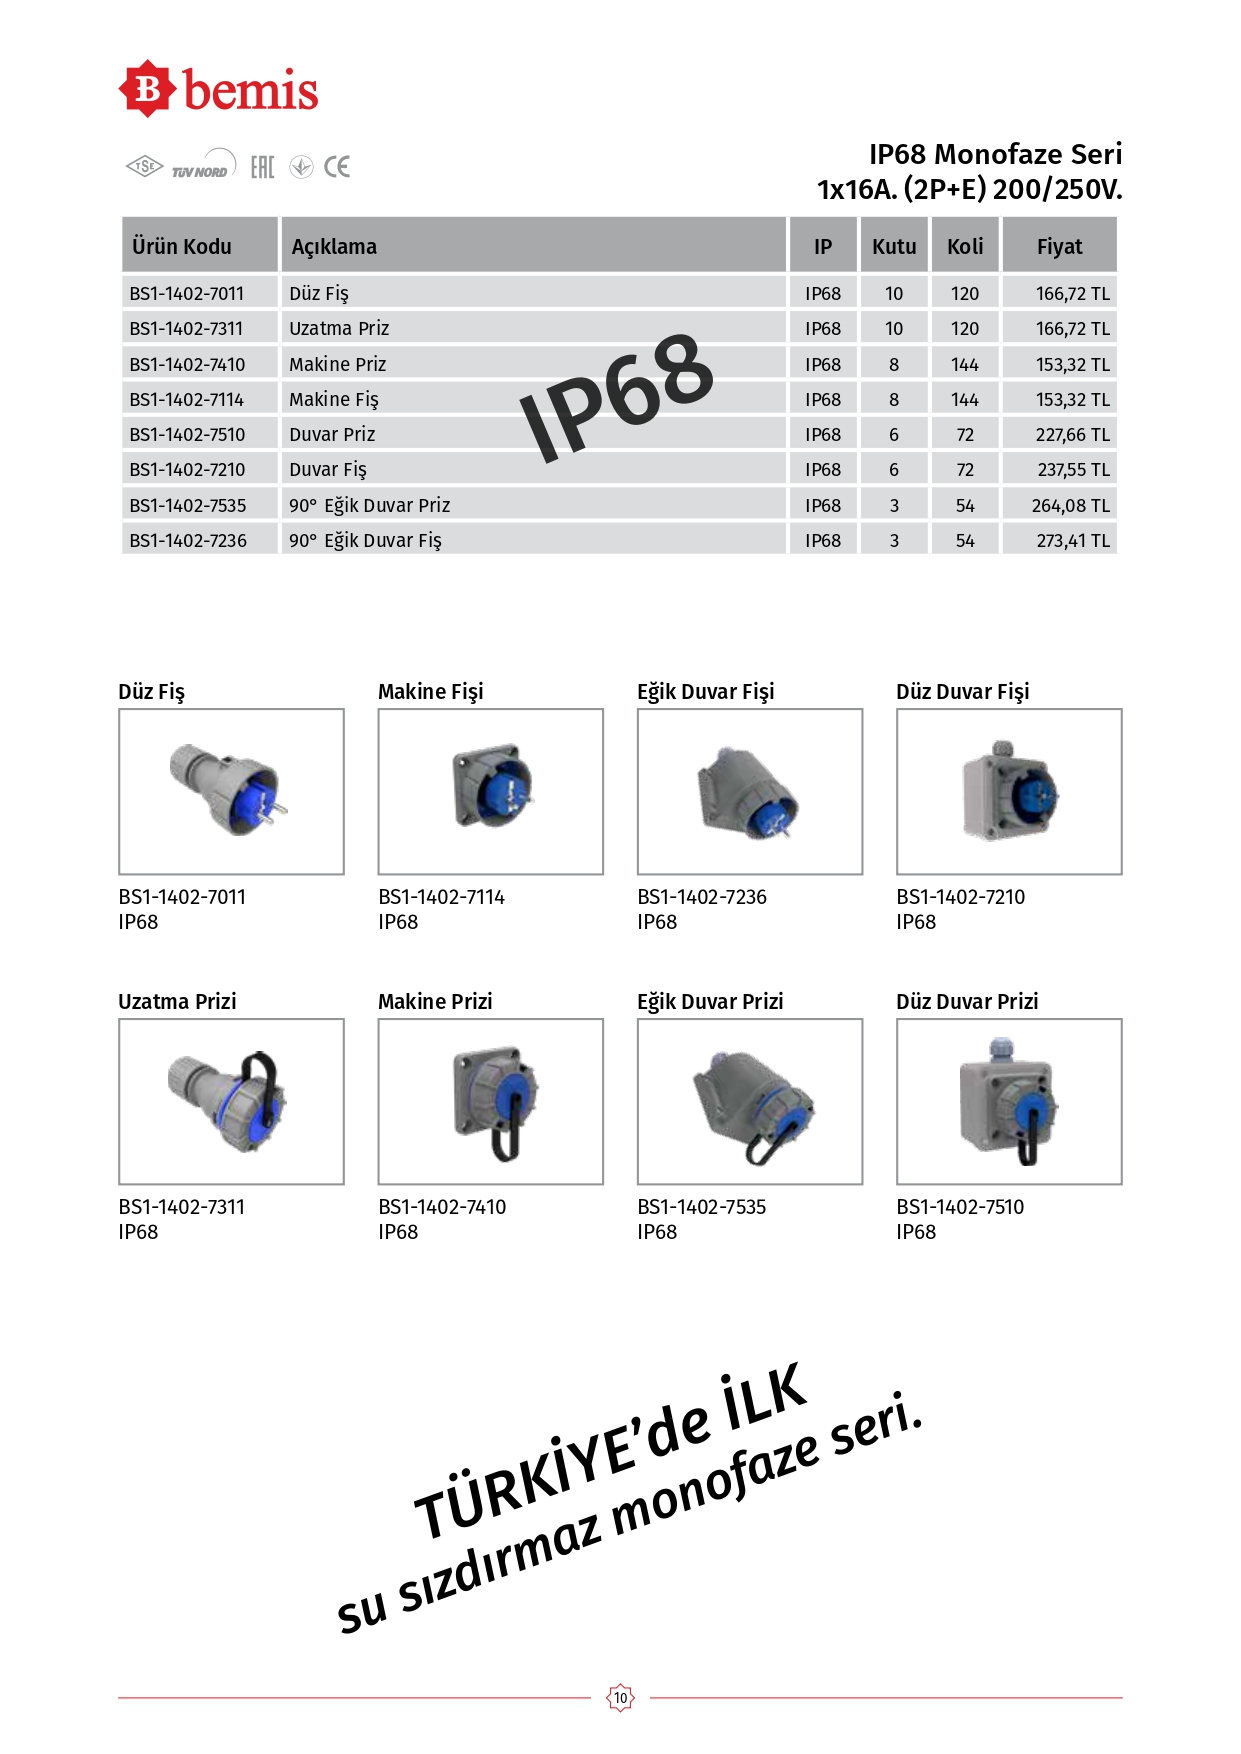 B bemis
TSE TÜV NORD EAC CE
IP68 Monofaze Seri
1x16A. (2P+E) 200/250V.
Ürün Kodu Açıklama IP Kutu Koli Fiyat
BS1-1402-7011 Düz Fiş IP68 10 120 166,72 TL
BS1-1402-7311 Uzatma Priz IP68 10 120 166,72 TL
BS1-1402-7410 Makine Priz IP68 8 144 153,32 TL
BS1-1402-7114 Makine Fiş IP68 8 144 153,32 TL
BS1-1402-7510 Duvar Priz IP68 6 72 227,66 TL
BS1-1402-7210 Duvar Fiş IP68 6 72 237,55 TL
BS1-1402-7535 90° Eğik Duvar Priz IP68 3 54 264,08 TL
BS1-1402-7236 90° Eğik Duvar Fiş IP68 3 54 273,41 TL
IP68
Düz Fiş Makine Fişi Eğik Duvar Fişi Düz Duvar Fişi
BS1-1402-7011 BS1-1402-7114 BS1-1402-7236 BS1-1402-7210
IP68 IP68 IP68 IP68
Uzatma Prizi Makine Prizi Eğik Duvar Prizi Düz Duvar Prizi
BS1-1402-7311 BS1-1402-7410 BS1-1402-7535 BS1-1402-7510
IP68 IP68 IP68 IP68
TÜRKİYE’de İLK
su sızdırmaz monofaze seri.
10